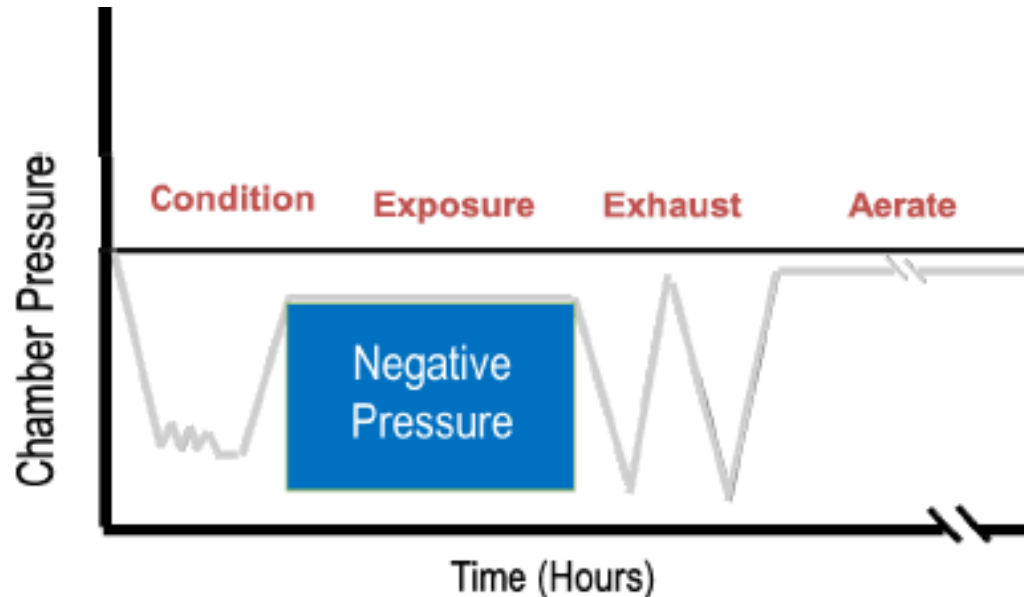 Chamber Pressure
Condition
Exposure
Exhaust
Aerate
Negative
Pressure
Time (Hours)